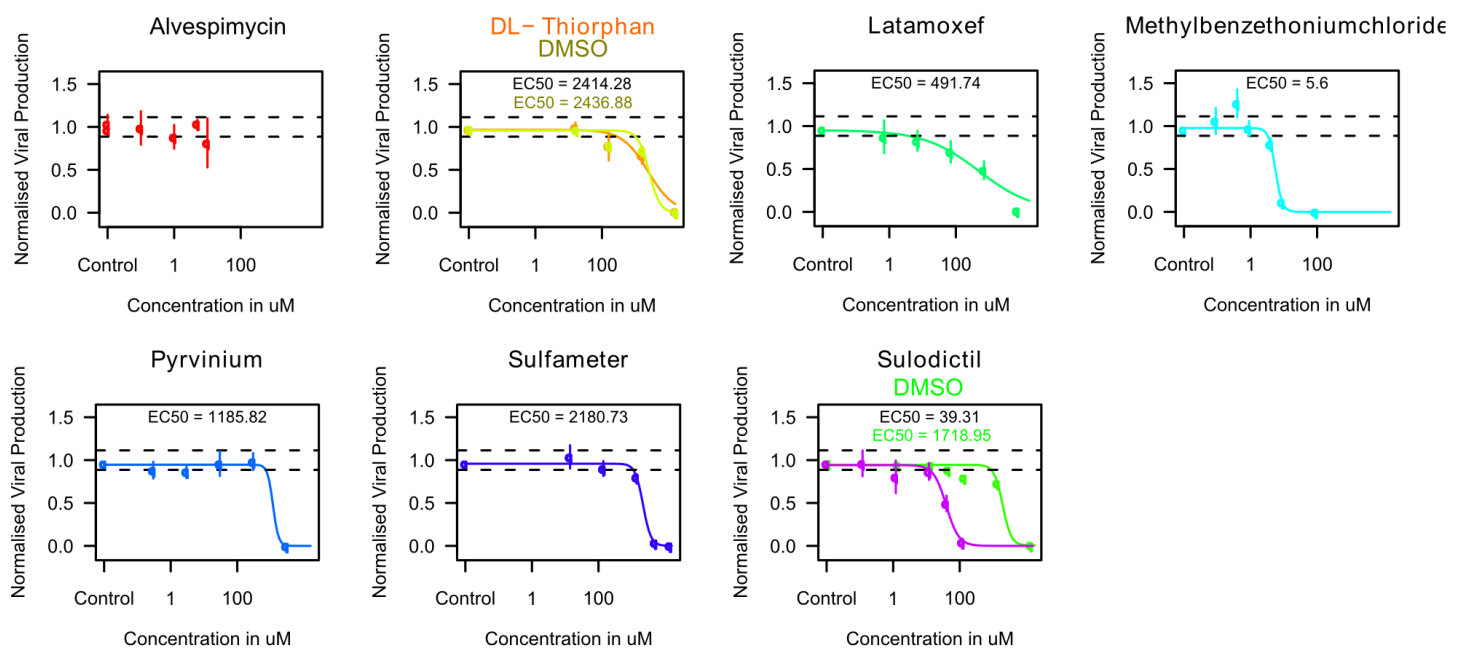 Alvespimycin
Normalised Viral Production
1.5
1.0
0.5
0.0
Control 1 100
Concentration in uM
DL− Thiorphan
DMSO
Normalised Viral Production
EC50 = 2414.28
EC50 = 2436.88
1.5
1.0
0.5
0.0
Control 1 100
Concentration in uM
Latamoxef
Normalised Viral Production
EC50 = 491.74
1.5
1.0
0.5
0.0
Control 1 100
Concentration in uM
Methylbenzethoniumchloride
Normalised Viral Production
EC50 = 5.6
1.5
1.0
0.5
0.0
Control 1 100
Concentration in uM
Pyrvinium
Normalised Viral Production
EC50 = 1185.82
1.5
1.0
0.5
0.0
Control 1 100
Concentration in uM
Sulfameter
Normalised Viral Production
EC50 = 2180.73
1.5
1.0
0.5
0.0
Control 1 100
Concentration in uM
Sulodictil
DMSO
Normalised Viral Production
EC50 = 39.31
EC50 = 1718.95
1.5
1.0
0.5
0.0
Control 1 100
Concentration in uM